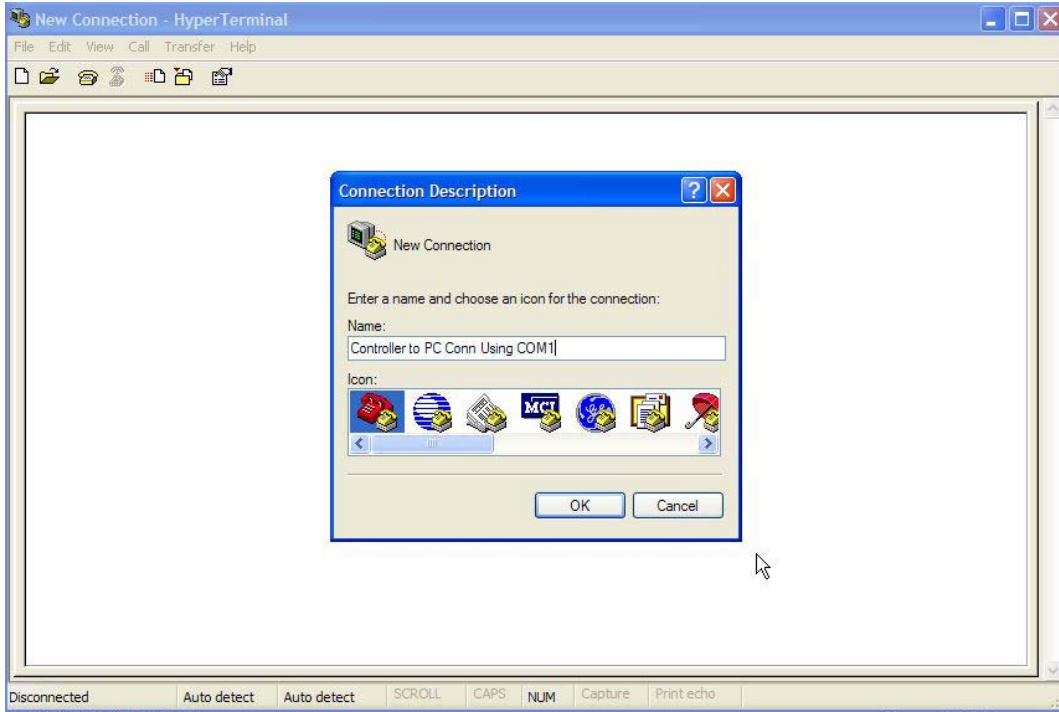 New Connection - HyperTerminal
File Edit View Call Transfer Help
Connection Description
New Connection
Enter a name and choose an icon for the connection:
Name:
Controller to PC Conn Using COM1
Icon:
MCI
OK Cancel
Disconnected Auto detect Auto detect SCROLL CAPS NUM Capture Print echo